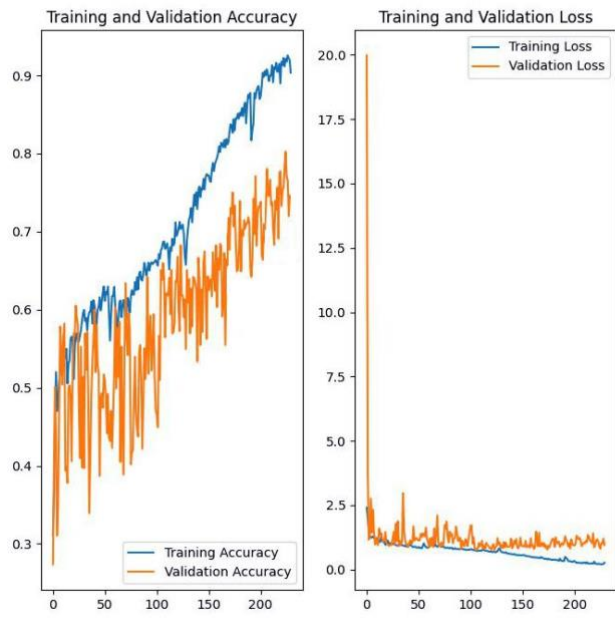 Training and Validation Accuracy
0.9
0.8
0.7
0.6
0.5
0.4
0.3
0 50 100 150 200
Training Accuracy
Validation Accuracy
Training and Validation Loss
20.0
17.5
15.0
12.5
10.0
7.5
5.0
2.5
0.0
0 50 100 150 200
Training Loss
Validation Loss